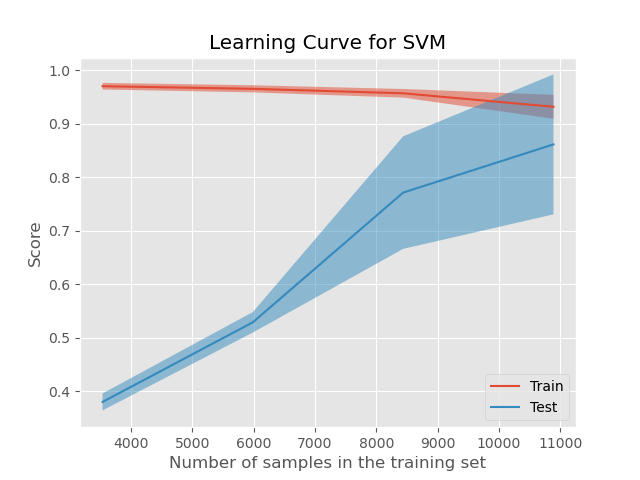 Learning Curve for SVM
1.0
0.9
0.8
0.7
0.6
0.5
0.4
Score
4000 5000 6000 7000 8000 9000 10000 11000
Number of samples in the training set
Train
Test